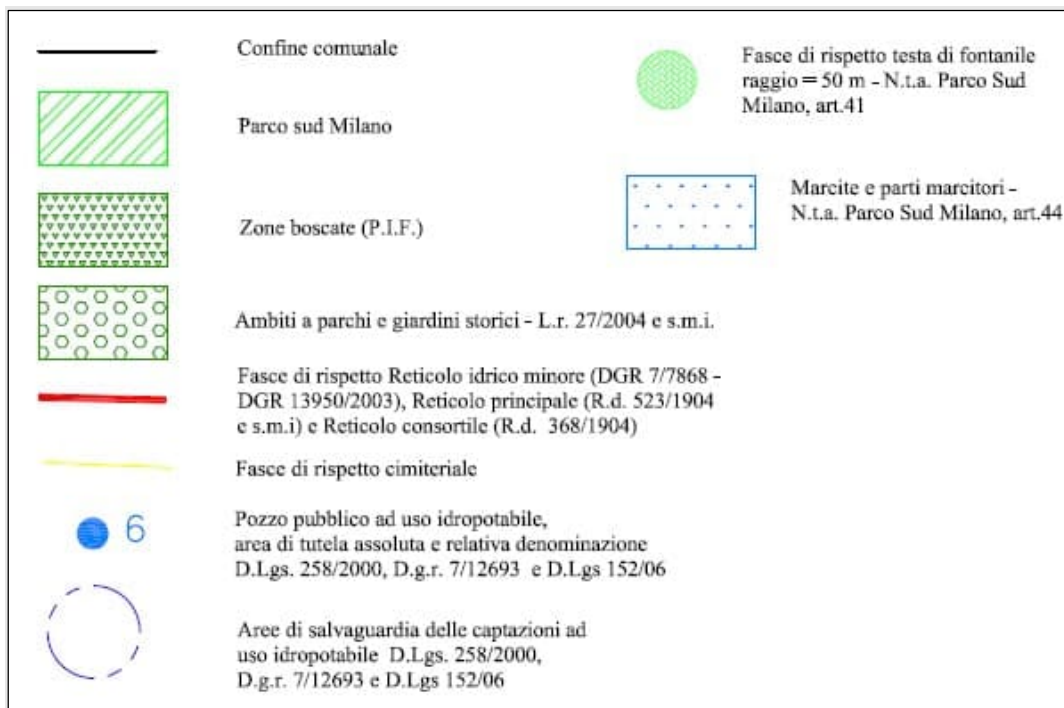 Confine comunale
Parco sud Milano
Zone boscate (P.I.F.)
Ambiti a parchi e giardini storici - L.r. 27/2004 e s.m.i.
Fasce di rispetto Reticolo idrico minore (DGR 7/7868 -
DGR 13950/2003), Reticolo principale (R.d. 523/1904
e s.m.i) e Reticolo consortile (R.d. 368/1904)
Fasce di rispetto cimiteriale
6
Pozzo pubblico ad uso idropotabile,
area di tutela assoluta e relativa denominazione
D.Lgs. 258/2000, D.g.r. 7/12693 e D.Lgs 152/06
Aree di salvaguardia delle captazioni ad
uso idropotabile D.Lgs. 258/2000,
D.g.r. 7/12693 e D.Lgs 152/06
Fasce di rispetto testa di fontanile
raggio = 50 m - N.t.a. Parco Sud
Milano, art.41
Marcite e parti marcitori -
N.t.a. Parco Sud Milano, art.44